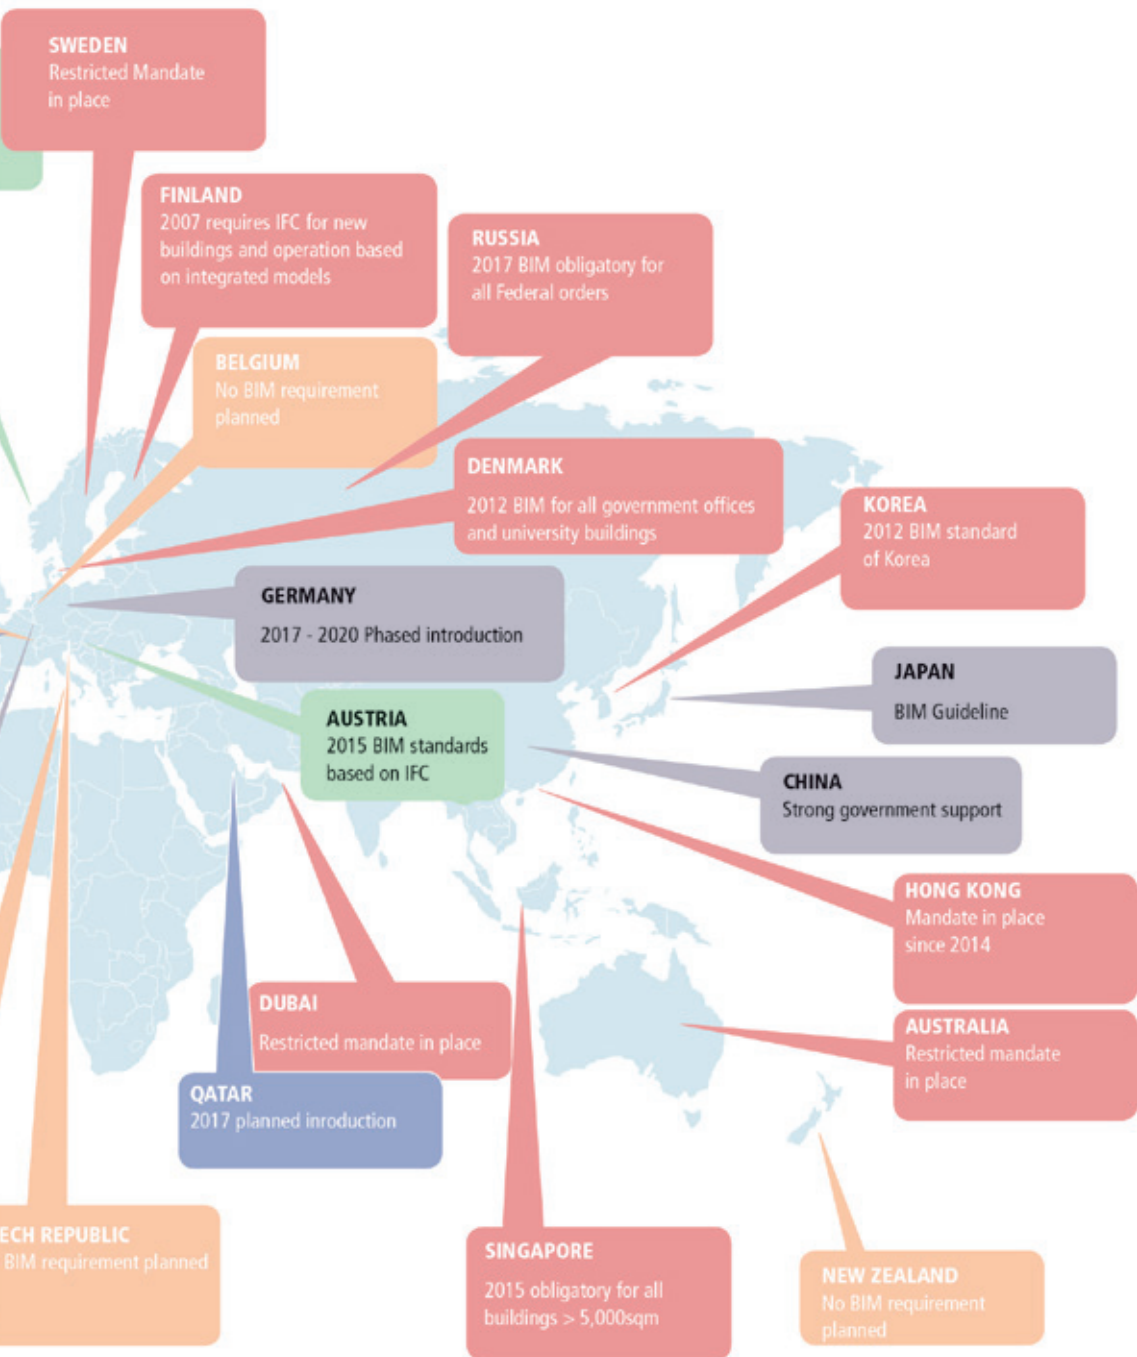 SWEDEN
Restricted Mandate
in place
FINLAND
2007 requires IFC for new
buildings and operation based
on integrated models
RUSSIA
2017 BIM obligatory for
all Federal orders
BELGIUM
No BIM requirement
planned
DENMARK
2012 BIM for all government offices
and university buildings
KOREA
2012 BIM standard
of Korea
GERMANY
2017 - 2020 Phased introduction
JAPAN
BIM Guideline
AUSTRIA
2015 BIM standards
based on IFC
CHINA
Strong government support
HONG KONG
Mandate in place
since 2014
DUBAI
Restricted mandate in place
AUSTRALIA
Restricted mandate
in place
QATAR
2017 planned inroduction
ECH REPUBLIC
BIM requirement planned
SINGAPORE
2015 obligatory for all
buildings > 5,000sqm
NEW ZEALAND
No BIM requirement
planned